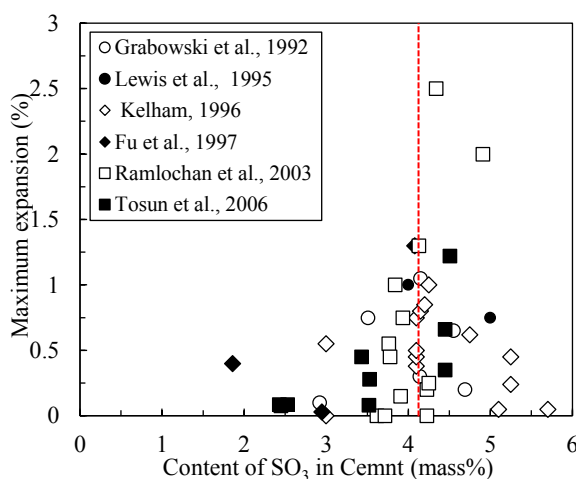 3
2.5
2
1.5
1
0.5
0
Maximum expansion (%)
Grabowski et al., 1992
Lewis et al., 1995
Kelham, 1996
Fu et al., 1997
Ramlochan et al., 2003
Tosun et al., 2006
0 1 2 3 4 5 6
Content of SO3 in Cemnt (mass%)